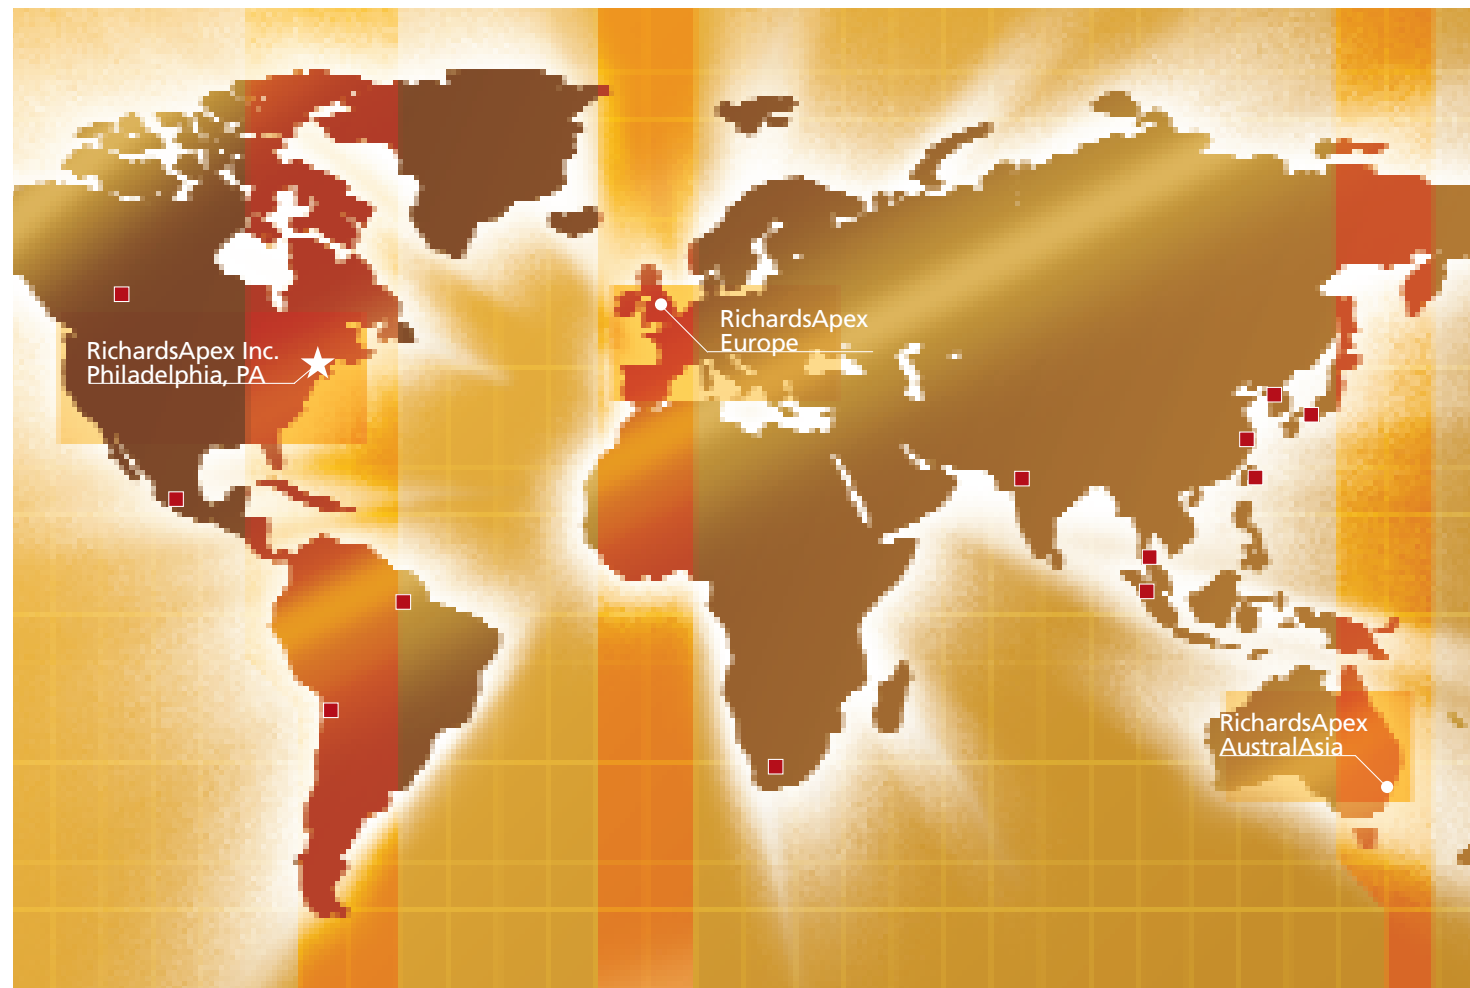 RichardsApex Inc.
Philadelphia, PA
RichardsApex
Europe
RichardsApex
AustralAsia